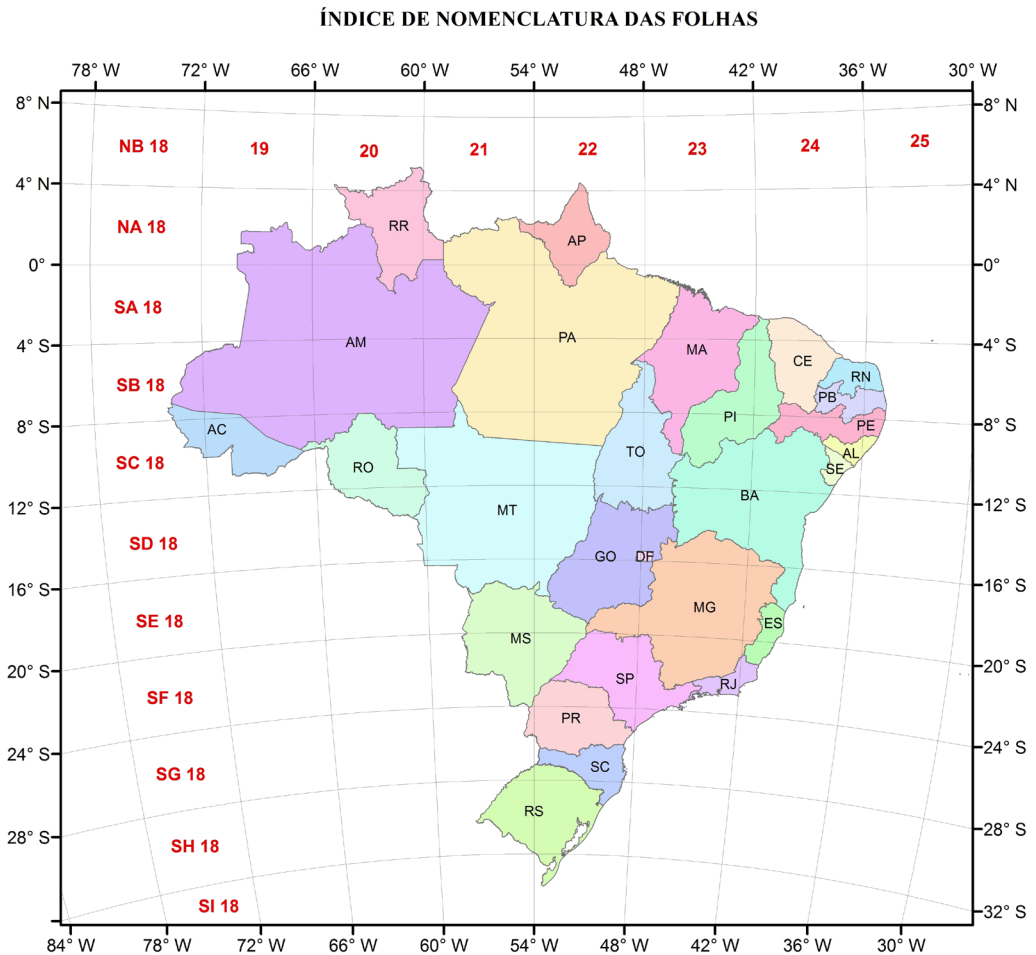 ÍNDICE DE NOMENCLATURA DAS FOLHAS
78° W 72° W 66° W 60° W 54° W 48° W 42° W 36° W 30° W
8° N 8° N
NB 18 19 20 21 22 23 24 25
4° N 4° N
NA 18 RR AP
0° 0°
SA 18
AM PA MA CE
4° S 4° S
SB 18 RN
PB
AC PI PE
8° S 8° S
SC 18 RO TO AL
SE
MT BA
12° S 12° S
SD 18 GO DF
16° S 16° S
SE 18 MS MG ES
20° S 20° S
SF 18 SP RJ
PR
24° S 24° S
SG 18 SC
RS
28° S 28° S
SH 18
SI 18 32° S
84° W 78° W 72° W 66° W 60° W 54° W 48° W 42° W 36° W 30° W